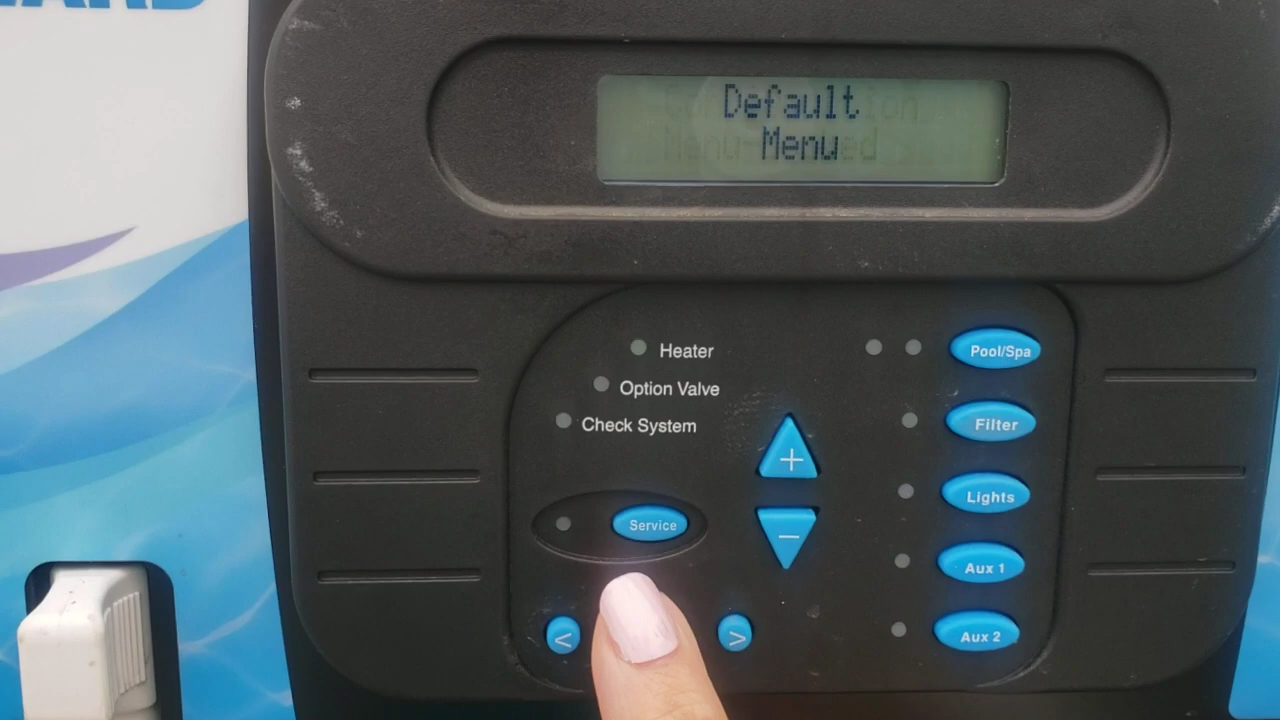 Default
Menu
Heater
Option Valve
Check System
Service
+
−
<
>
Pool/Spa
Filter
Lights
Aux 1
Aux 2